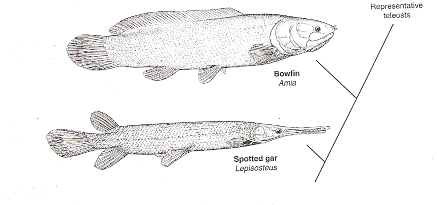 Representative
teleosts
Bowfin
Amia
Spotted gar
Lepisosteus